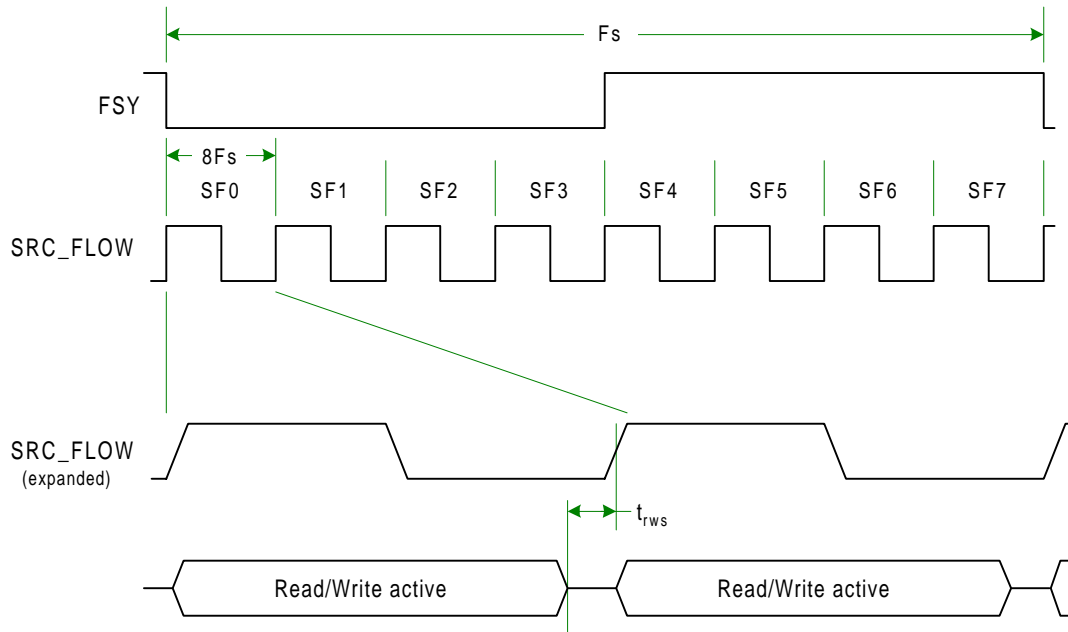 Fs
FSY
8Fs
SF0 SF1 SF2 SF3 SF4 SF5 SF6 SF7
SRC_FLOW
SRC_FLOW
(expanded)
trws
Read/Write active Read/Write active